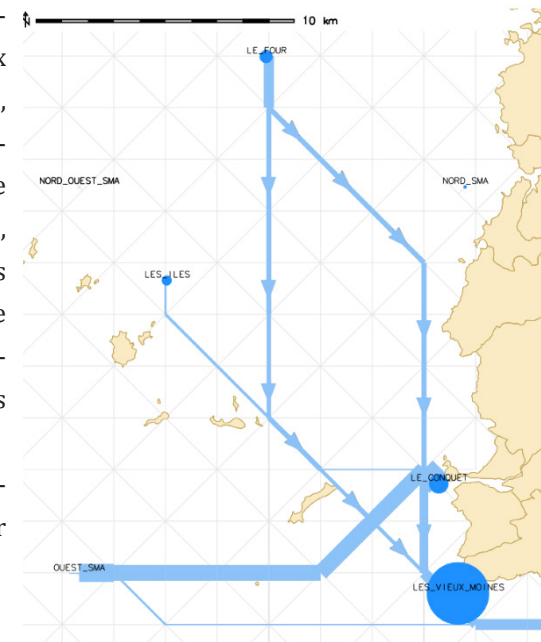 N
10 km
LE_FOUR
x
,
-
e
NORD_OUEST_SMA
NORD_SMA
,
s
LES_ILES
e
-
s
LE_CONQUET
-
r
OUEST_SMA
LES_VIEUX_MOINES